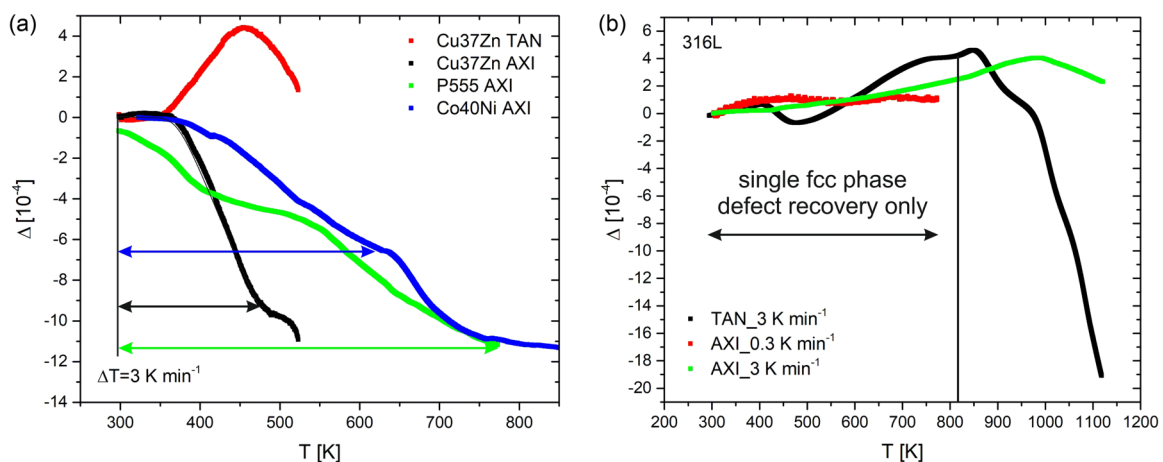 (a)
Cu37Zn TAN
Cu37Zn AXI
P555 AXI
Co40Ni AXI
4
2
0
-2
-4
-6
-8
-10
-12
-14
Δ [10⁻⁴]
ΔT=3 K min⁻¹
300 400 500 600 700 800
T [K]
(b)
316L
6
4
2
0
-2
-4
-6
-8
-10
-12
-14
-16
-18
-20
Δ [10⁻⁴]
single fcc phase
defect recovery only
TAN_3 K min⁻¹
AXI_0.3 K min⁻¹
AXI_3 K min⁻¹
200 300 400 500 600 700 800 900 1000 1100 1200
T [K]